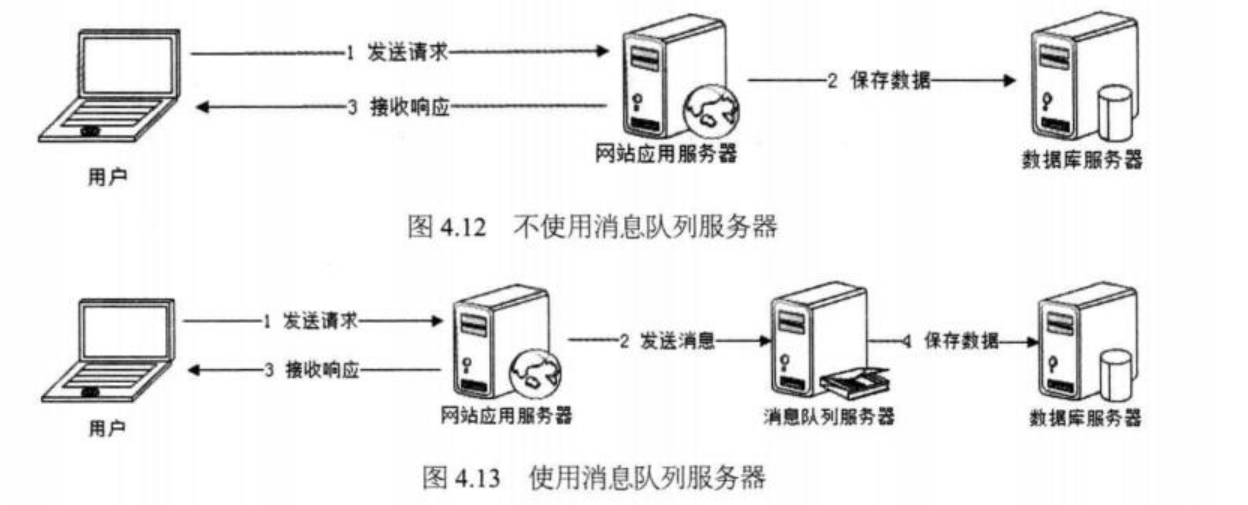 1 发送请求
2 保存数据
3 接收响应
网站应用服务器
数据库服务器
用户
图 4.12 不使用消息队列服务器
1 发送请求
2 发送消息
4 保存数据
3 接收响应
网站应用服务器
消息队列服务器
数据库服务器
用户
图 4.13 使用消息队列服务器